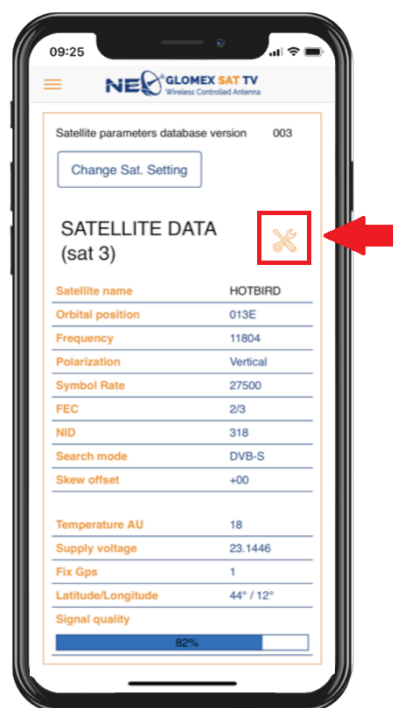 09:25
NEO GLOMEX SAT TV
Wireless Controlled Antenna
Satellite parameters database version 003
Change Sat. Setting
SATELLITE DATA
(sat 3)
Satellite name HOTBIRD
Orbital position 013E
Frequency 11804
Polarization Vertical
Symbol Rate 27500
FEC 2/3
NID 318
Search mode DVB-S
Skew offset +00
Temperature AU 18
Supply voltage 23.1446
Fix Gps 1
Latitude/Longitude 44° / 12°
Signal quality
82%